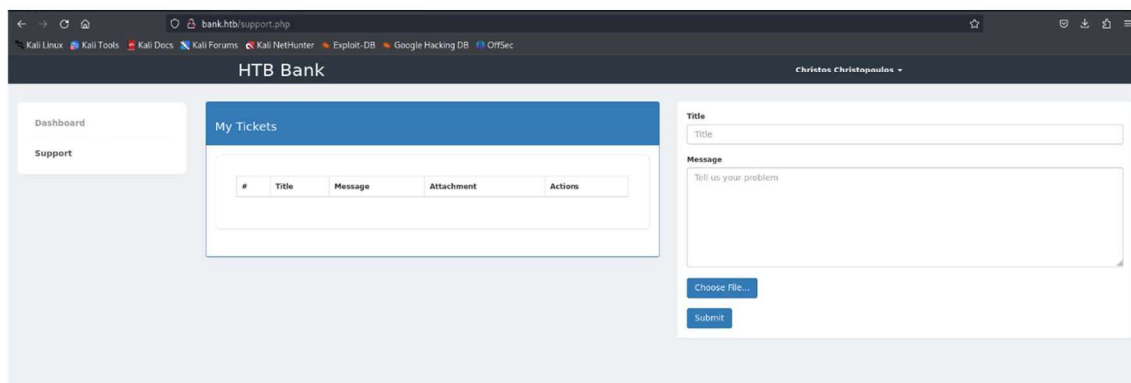 bank.htb/support.php
Kali Linux Kali Tools Kali Docs Kali Forums Kali NetHunter Exploit-DB Google Hacking DB OffSec
HTB Bank
Christos Christopoulos
Dashboard
Support
My Tickets
# Title Message Attachment Actions
Title
Title
Message
Tell us your problem
Choose File...
Submit